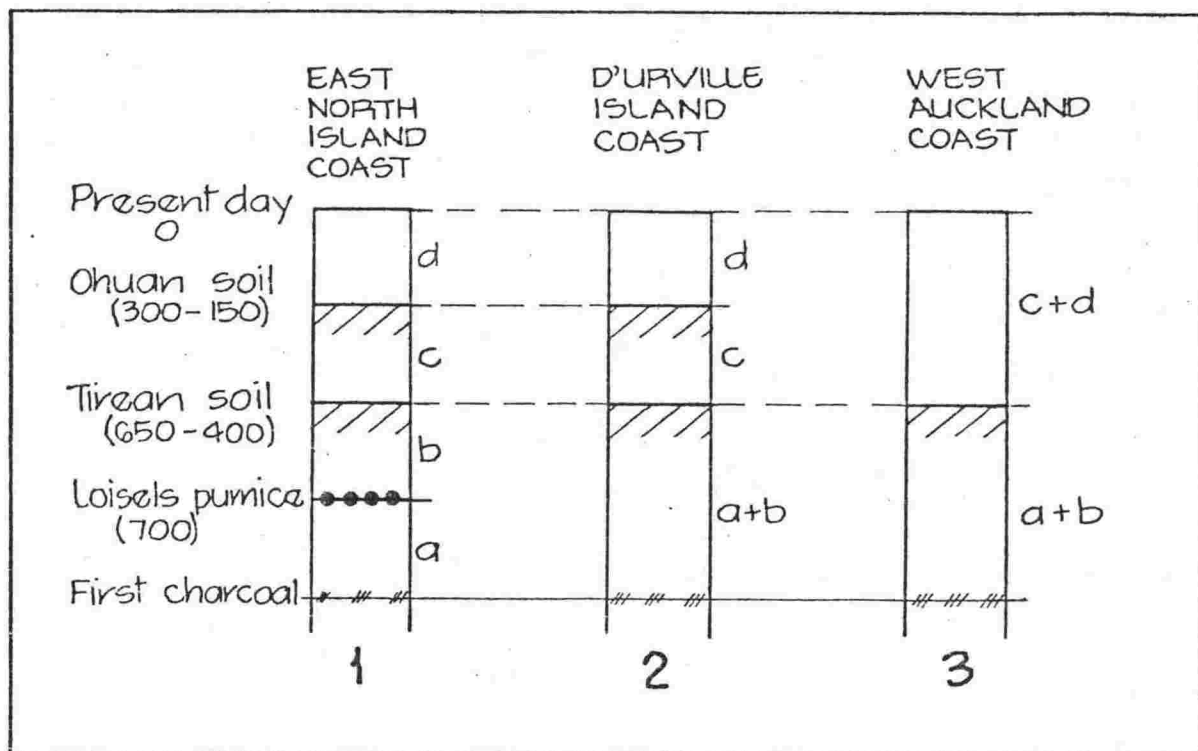 EAST
NORTH
ISLAND
COAST
D'URVILLE
ISLAND
COAST
WEST
AUCKLAND
COAST
Present day
0
d
d
Ohuan soil
(300-150)
c+d
c
c
Tirean soil
(650-400)
b
Loisels pumice
(700)
a+b
a+b
a
First charcoal
1
2
3